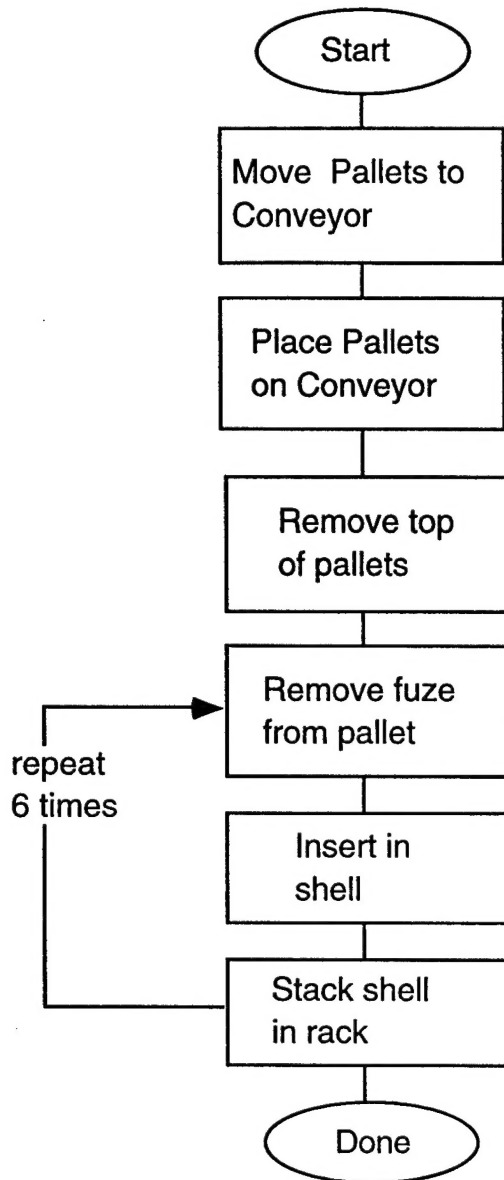 Start
Move Pallets to
Conveyor
Place Pallets
on Conveyor
Remove top
of pallets
Remove fuze
from pallet
repeat
6 times
Insert in
shell
Stack shell
in rack
Done